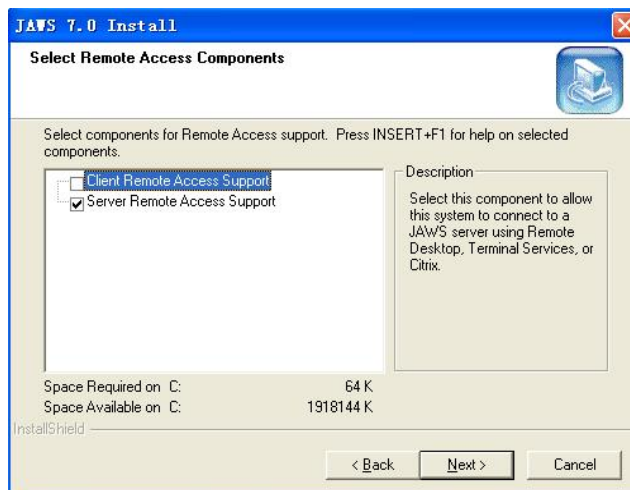 JAWS 7.0 Install
Select Remote Access Components
Select components for Remote Access support. Press INSERT+F1 for help on selected
components.
Client Remote Access Support
Server Remote Access Support
Description
Select this component to allow
this system to connect to a
JAWS server using Remote
Desktop, Terminal Services, or
Citrix.
Space Required on C: 64 K
Space Available on C: 1918144 K
InstallShield
< Back Next > Cancel